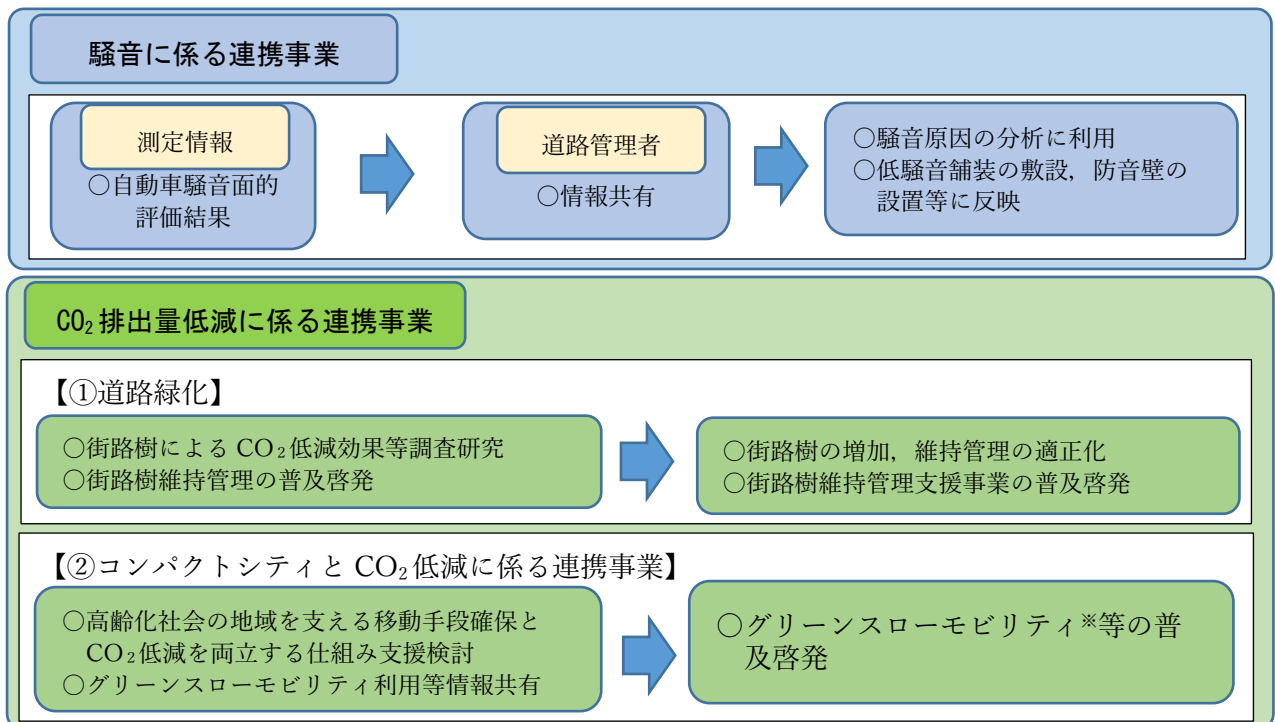 騒音に係る連携事業
測定情報
○自動車騒音面的
評価結果
道路管理者
○情報共有
○騒音原因の分析に利用
○低騒音舗装の敷設，防音壁の
設置等に反映
CO₂排出量低減に係る連携事業
【①道路緑化】
○街路樹による CO₂低減効果等調査研究
○街路樹維持管理の普及啓発
○街路樹の増加，維持管理の適正化
○街路樹維持管理支援事業の普及啓発
【②コンパクトシティと CO₂低減に係る連携事業】
○高齢化社会の地域を支える移動手段確保と
CO₂低減を両立する仕組み支援検討
○グリーンスローモビリティ利用等情報共有
○グリーンスローモビリティ※等の普
及啓発